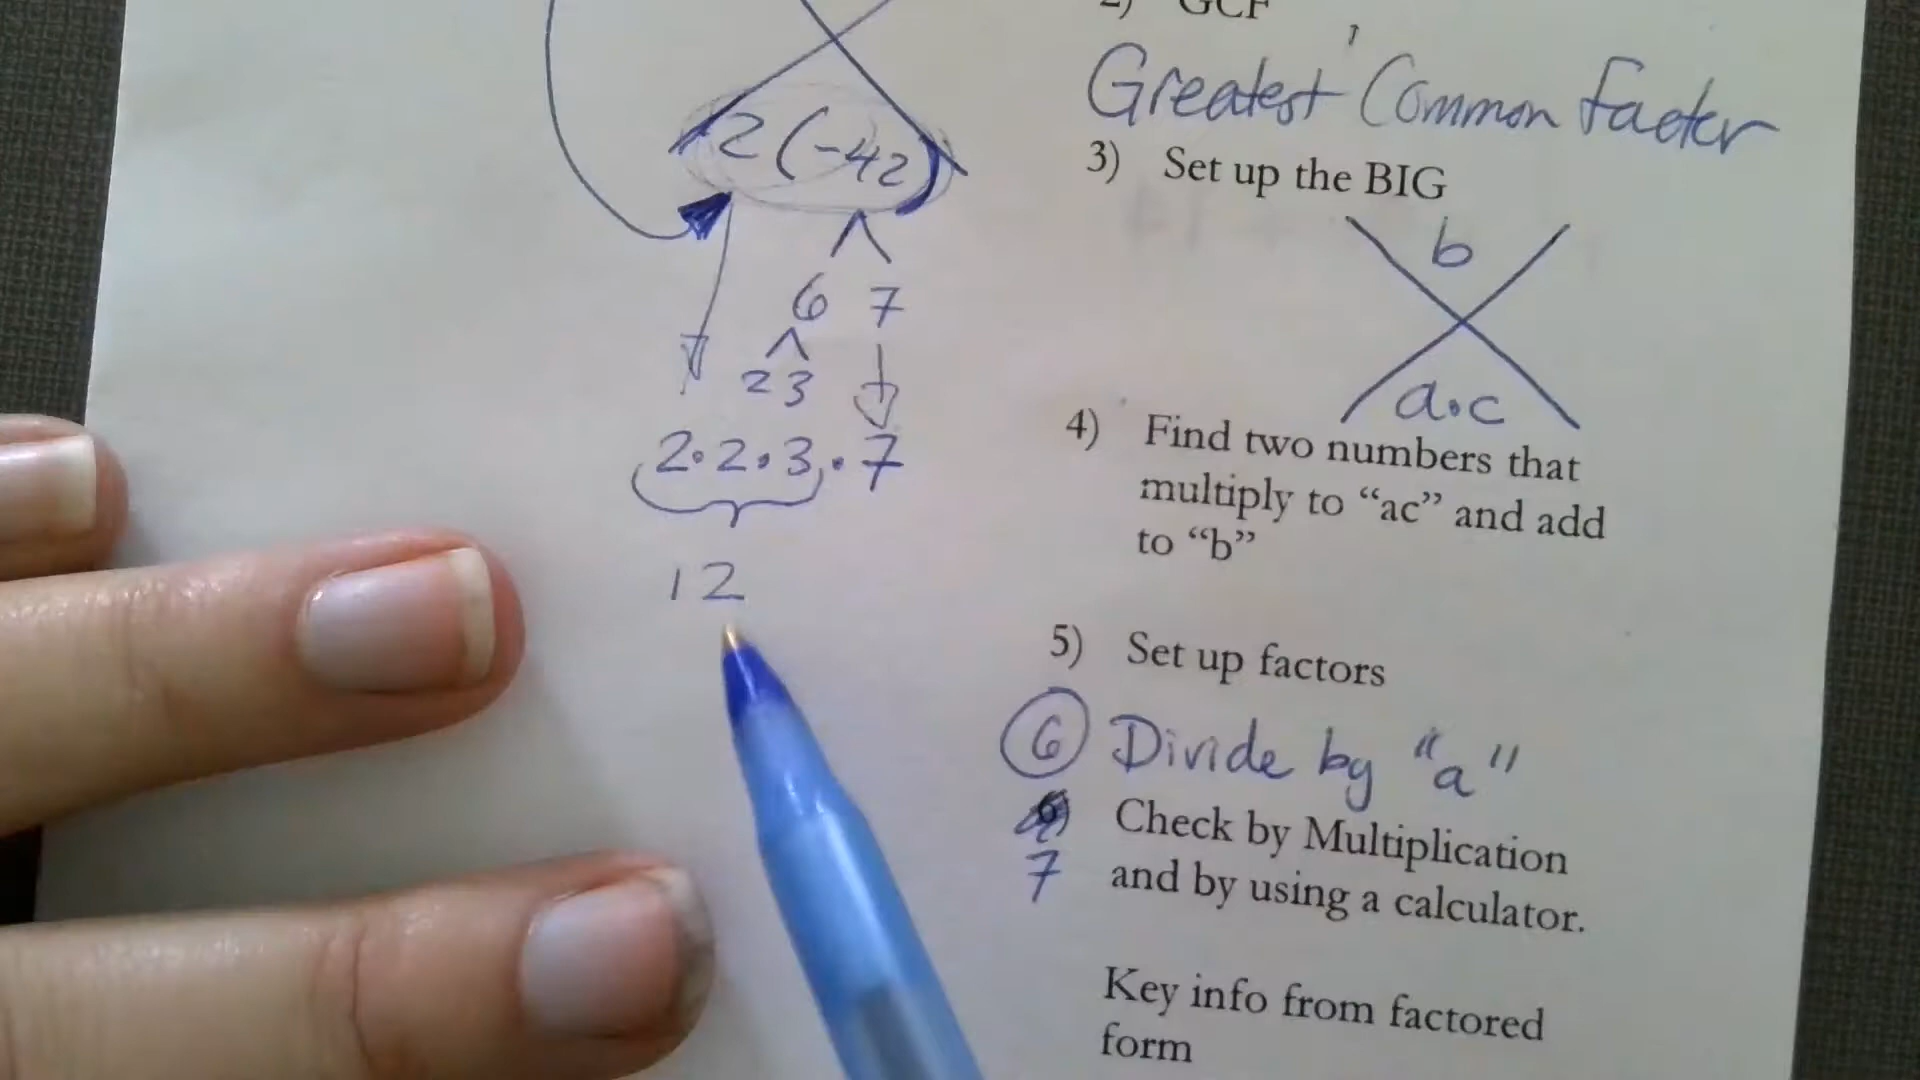 2) GCF
Greatest Common Factor
2(-42)
3) Set up the BIG
b
6 7
2 3
a.c
2.2.3.7
4) Find two numbers that
multiply to “ac” and add
to “b”
12
5) Set up factors
6 Divide by “a”
Check by Multiplication
7 and by using a calculator.
Key info from factored
form